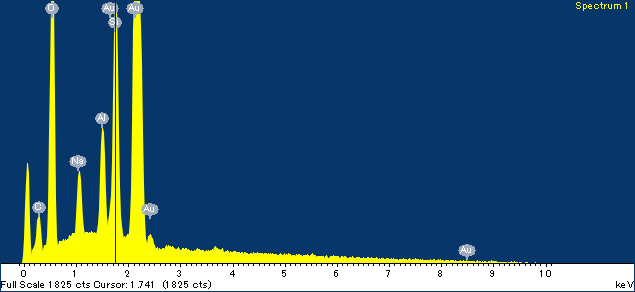 Spectrum 1
O Au Si Au
Al
Na
C
Au
Au
0 1 2 3 4 5 6 7 8 9 10
Full Scale 1825 cts Cursor: 1.741 (1825 cts) keV